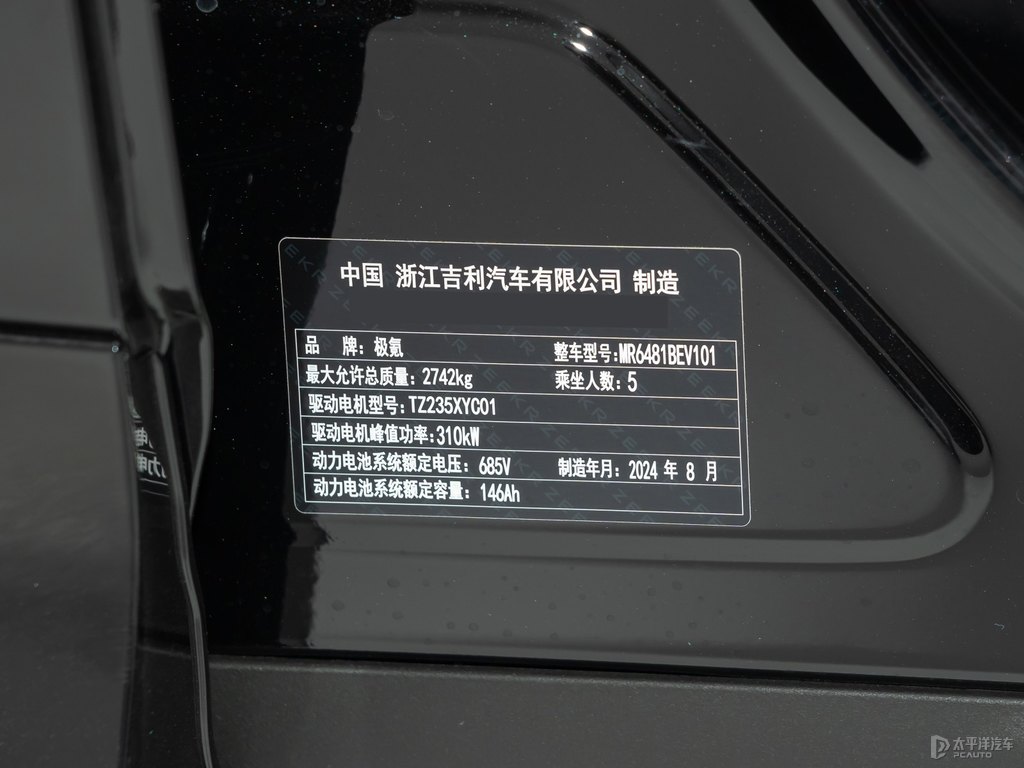 中国 浙江吉利汽车有限公司 制造
品 牌：极氪 整车型号：MR6481BEV101
最大允许总质量：2742kg 乘坐人数：5
驱动电机型号：TZ235XYC01
驱动电机峰值功率：310kW
动力电池系统额定电压：685V 制造年月：2024 年 8 月
动力电池系统额定容量：146Ah
太平洋汽车
PCAUTO